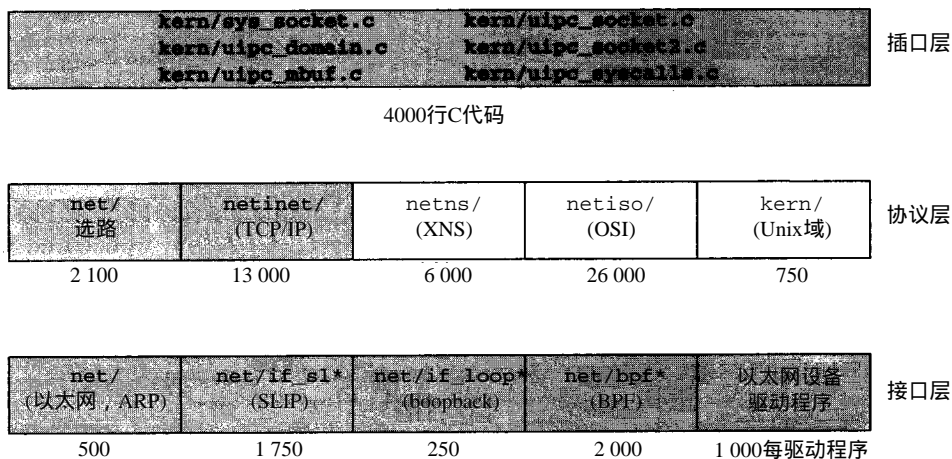 kern/sys_socket.c kern/uipc_socket.c
kern/uipc_domain.c kern/uipc_socket2.c
kern/uipc_mbuf.c kern/uipc_syscalls.c
插口层
4000行C代码
net/ netinet/ netns/ netiso/ kern/
选路 (TCP/IP) (XNS) (OSI) (Unix域)
协议层
2 100 13 000 6 000 26 000 750
net/ net/if_sl* net/if_loop* net/bpf* 以太网设备
(以太网，ARP) (SLIP) (boopback) (BPF) 驱动程序
接口层
500 1 750 250 2 000 1 000每驱动程序